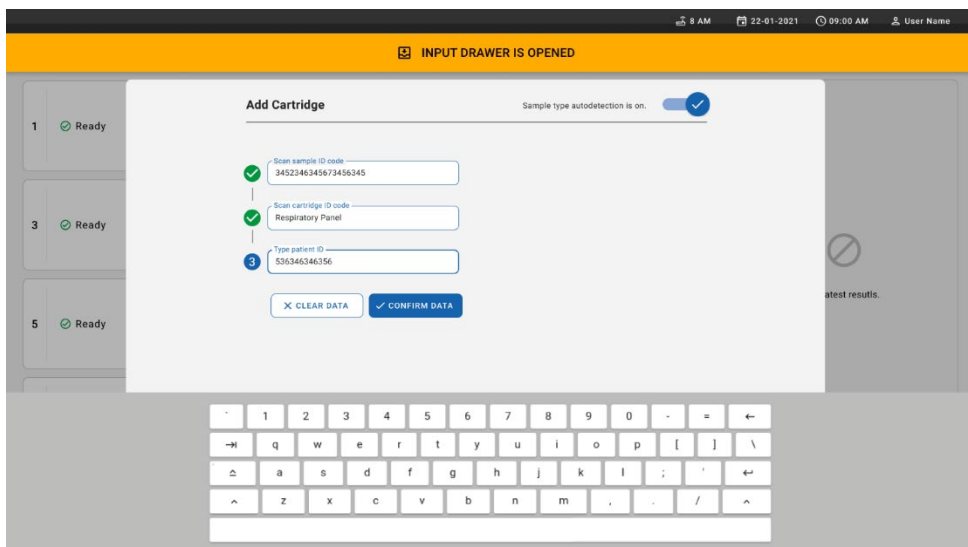 8 AM 22-01-2021 09:00 AM User Name
INPUT DRAWER IS OPENED
Add Cartridge
Sample type autodetection is on.
1 Ready
Scan sample ID code
3452346345673456345
Scan cartridge ID code
Respiratory Panel
3 Ready
3
Type patient ID
536346346356
CLEAR DATA
CONFIRM DATA
atest resutls.
5 Ready
` 1 2 3 4 5 6 7 8 9 0 - = ←
q w e r t y u i o p [ ] \
a s d f g h j k l ; '
z x c v b n m , . /